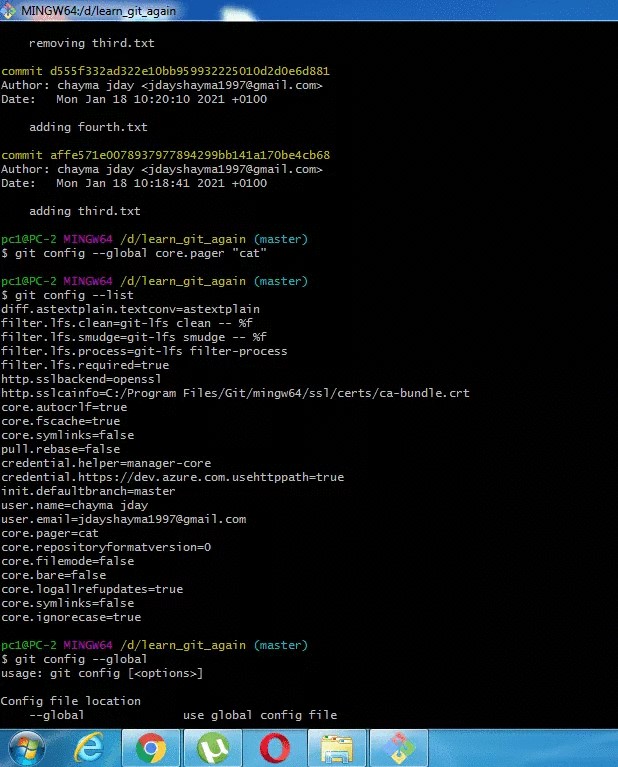 MINGW64:/d/learn_git_again
removing third.txt
commit d555f332ad322e10bb959932225010d2d0e6d881
Author: chayma jday <jdayshayma1997@gmail.com>
Date:   Mon Jan 18 10:20:10 2021 +0100
adding fourth.txt
commit affe571e0078937977894299bb141a170be4cb68
Author: chayma jday <jdayshayma1997@gmail.com>
Date:   Mon Jan 18 10:18:41 2021 +0100
adding third.txt
pc1@PC-2 MINGW64 /d/learn_git_again (master)
$ git config --global core.pager "cat"
pc1@PC-2 MINGW64 /d/learn_git_again (master)
$ git config --list
diff.astextplain.textconv=astextplain
filter.lfs.clean=git-lfs clean -- %f
filter.lfs.smudge=git-lfs smudge -- %f
filter.lfs.process=git-lfs filter-process
filter.lfs.required=true
http.sslbackend=openssl
http.sslcainfo=C:/Program Files/Git/mingw64/ssl/certs/ca-bundle.crt
core.autocrlf=true
core.fscache=true
core.symlinks=false
pull.rebase=false
credential.helper=manager-core
credential.https://dev.azure.com.usehttppath=true
init.defaultbranch=master
user.name=chayma jday
user.email=jdayshayma1997@gmail.com
core.pager=cat
core.repositoryformatversion=0
core.filemode=false
core.bare=false
core.logallrefupdates=true
core.symlinks=false
core.ignorecase=true
pc1@PC-2 MINGW64 /d/learn_git_again (master)
$ git config --global
usage: git config [<options>]
Config file location
--global              use global config file